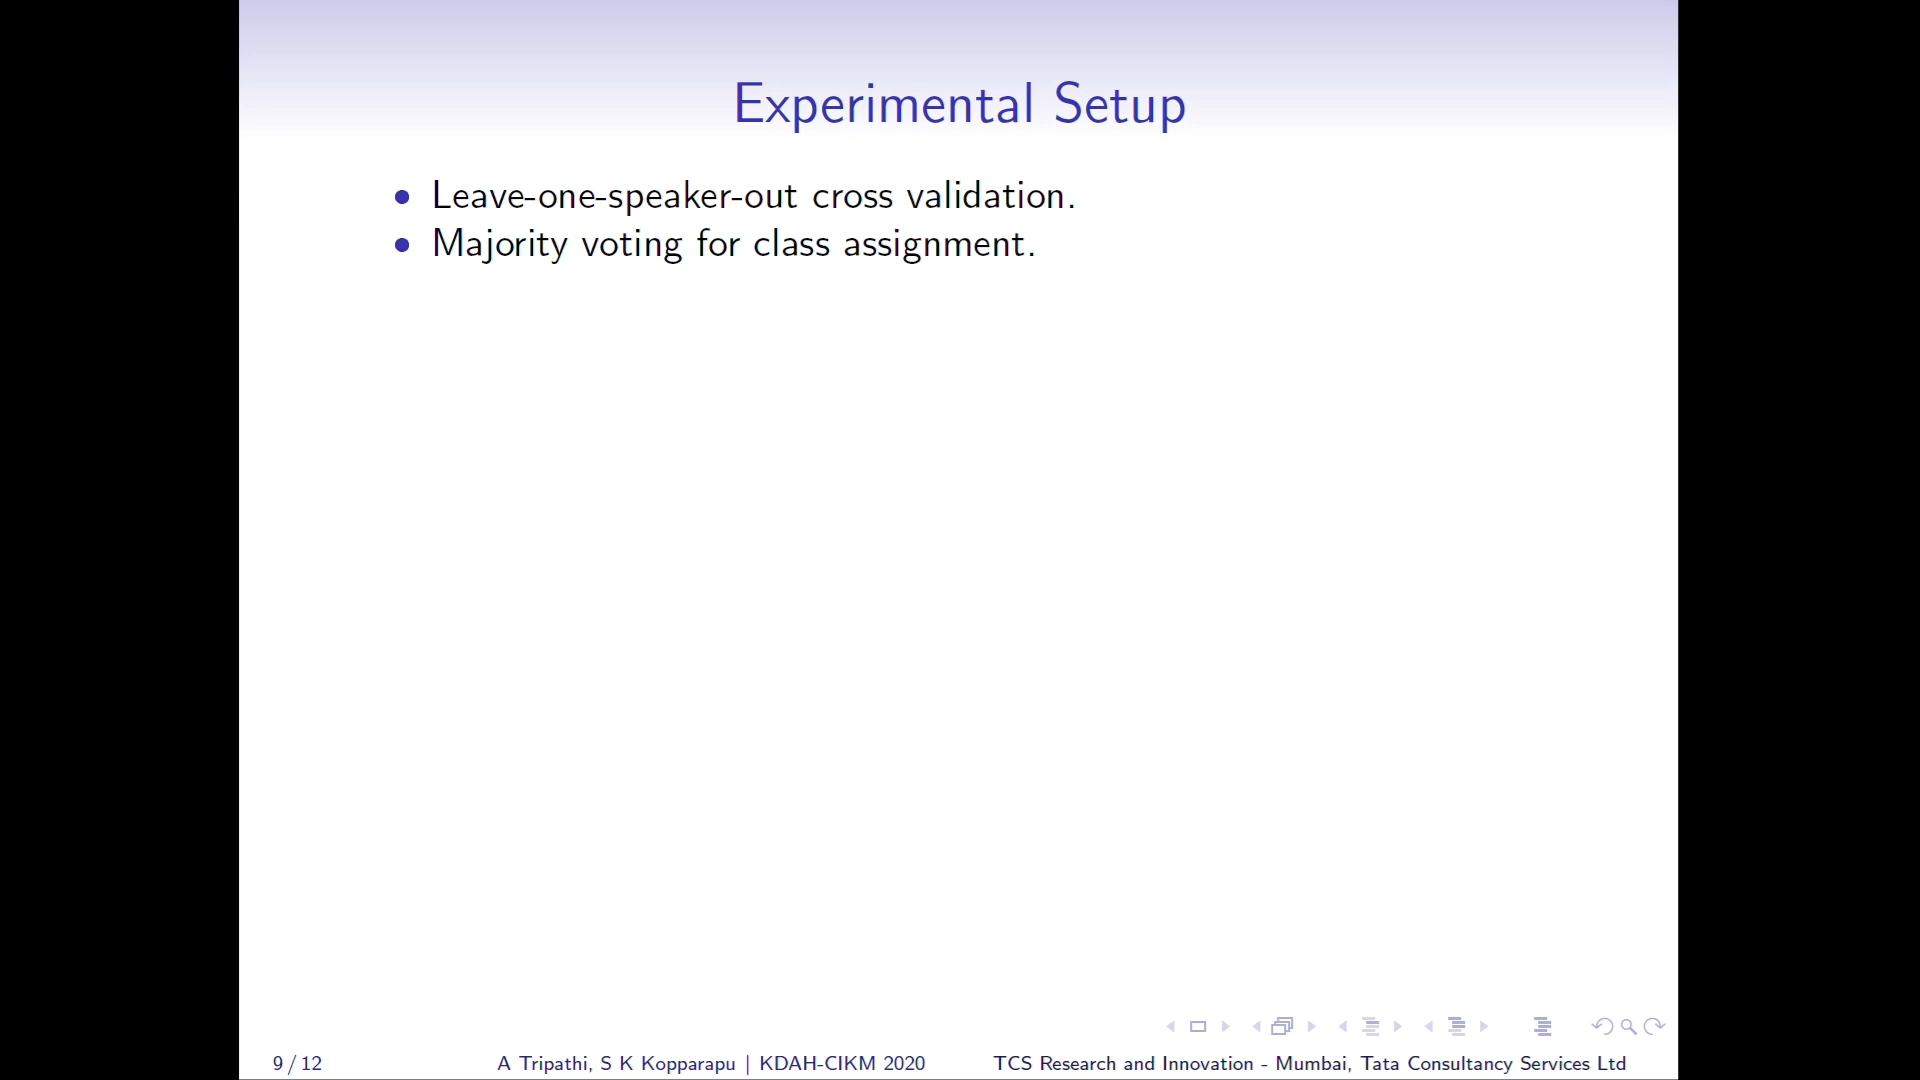 Experimental Setup
• Leave-one-speaker-out cross validation.
• Majority voting for class assignment.
9 / 12 A Tripathi, S K Kopparapu | KDAH-CIKM 2020 TCS Research and Innovation - Mumbai, Tata Consultancy Services Ltd